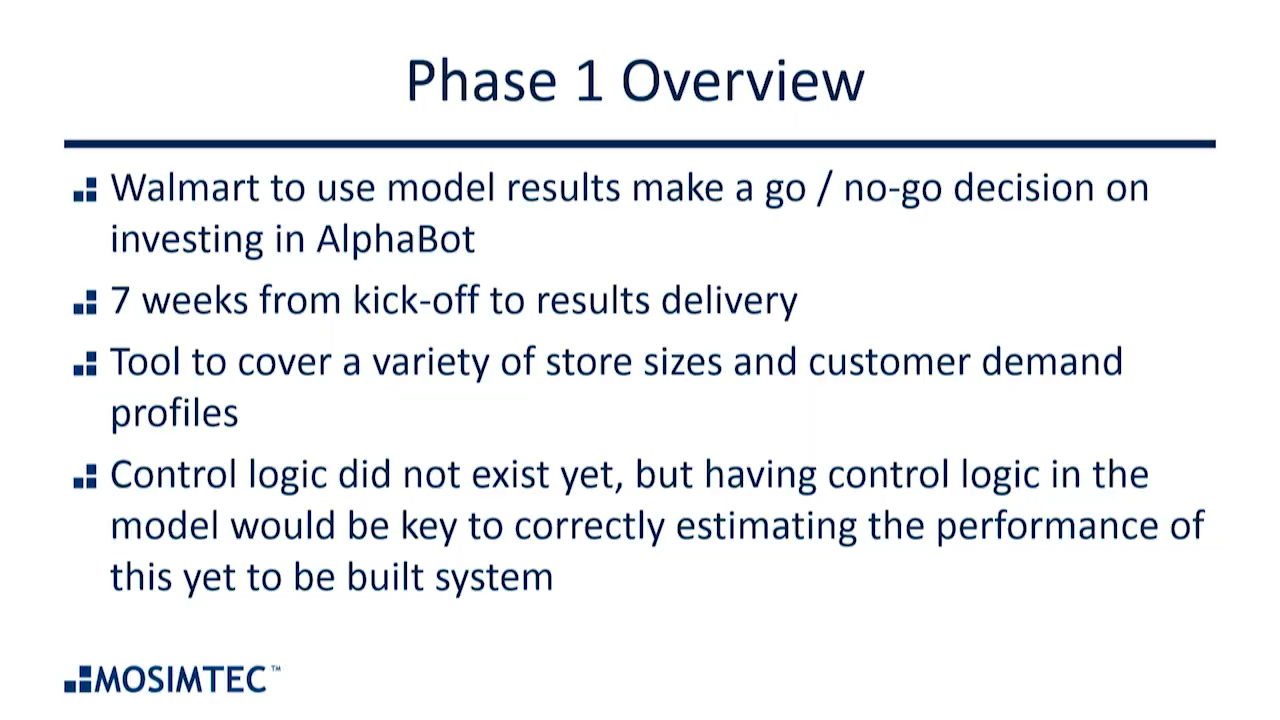 Phase 1 Overview
Walmart to use model results make a go / no-go decision on
investing in AlphaBot
7 weeks from kick-off to results delivery
Tool to cover a variety of store sizes and customer demand
profiles
Control logic did not exist yet, but having control logic in the
model would be key to correctly estimating the performance of
this yet to be built system
MOSIMTEC™